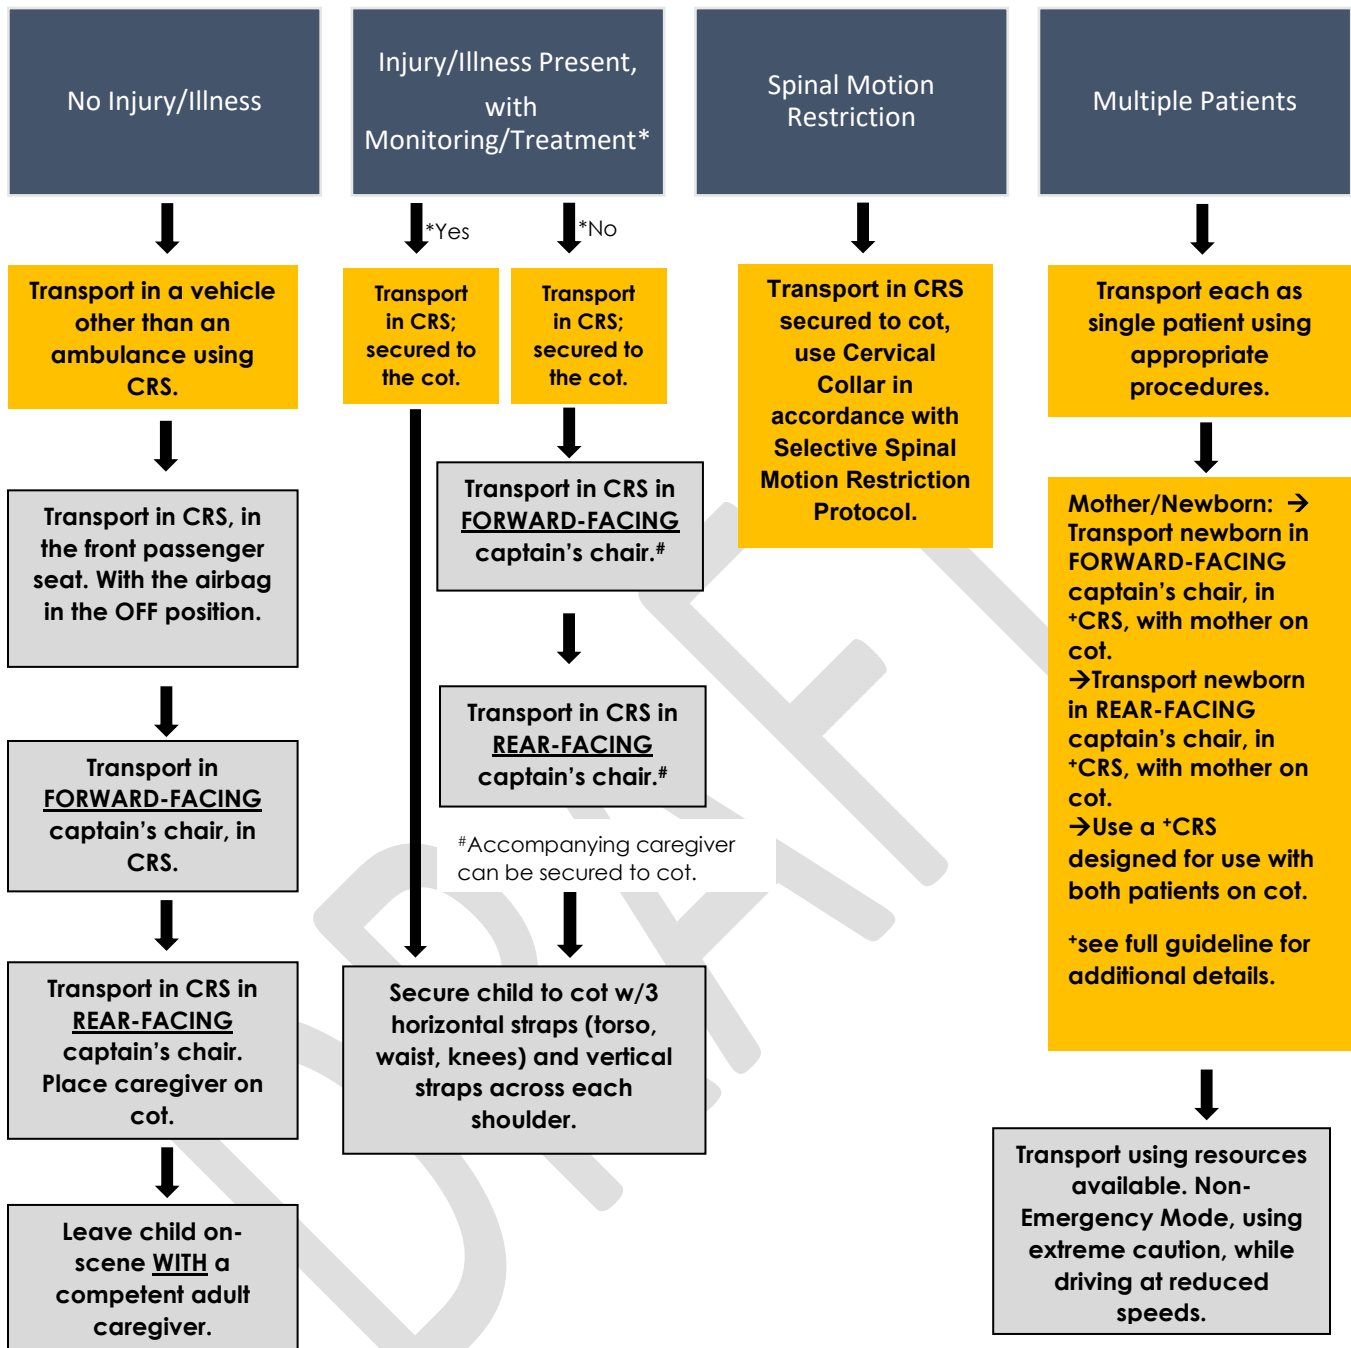 No Injury/Illness
Injury/Illness Present,
with
Monitoring/Treatment*
Spinal Motion
Restriction
Multiple Patients
*Yes
*No
Transport in a vehicle
other than an
ambulance using
CRS.
Transport in CRS, in
the front passenger
seat. With the airbag
in the OFF position.
Transport in
FORWARD-FACING
captain’s chair, in
CRS.
Transport in CRS in
REAR-FACING
captain’s chair.
Place caregiver on
cot.
Leave child on-
scene WITH a
competent adult
caregiver.
Transport
in CRS;
secured to
the cot.
Transport
in CRS;
secured to
the cot.
Transport in CRS in
FORWARD-FACING
captain’s chair.#
Transport in CRS in
REAR-FACING
captain’s chair.#
#Accompanying caregiver
can be secured to cot.
Secure child to cot w/3
horizontal straps (torso,
waist, knees) and vertical
straps across each
shoulder.
Transport in CRS
secured to cot,
use Cervical
Collar in
accordance with
Selective Spinal
Motion Restriction
Protocol.
Transport each as
single patient using
appropriate
procedures.
Mother/Newborn: →
Transport newborn in
FORWARD-FACING
captain’s chair, in
+CRS, with mother on
cot.
→Transport newborn
in REAR-FACING
captain’s chair, in
+CRS, with mother on
cot.
→Use a +CRS
designed for use with
both patients on cot.
+see full guideline for
additional details.
Transport using resources
available. Non-
Emergency Mode, using
extreme caution, while
driving at reduced
speeds.
DRAFT